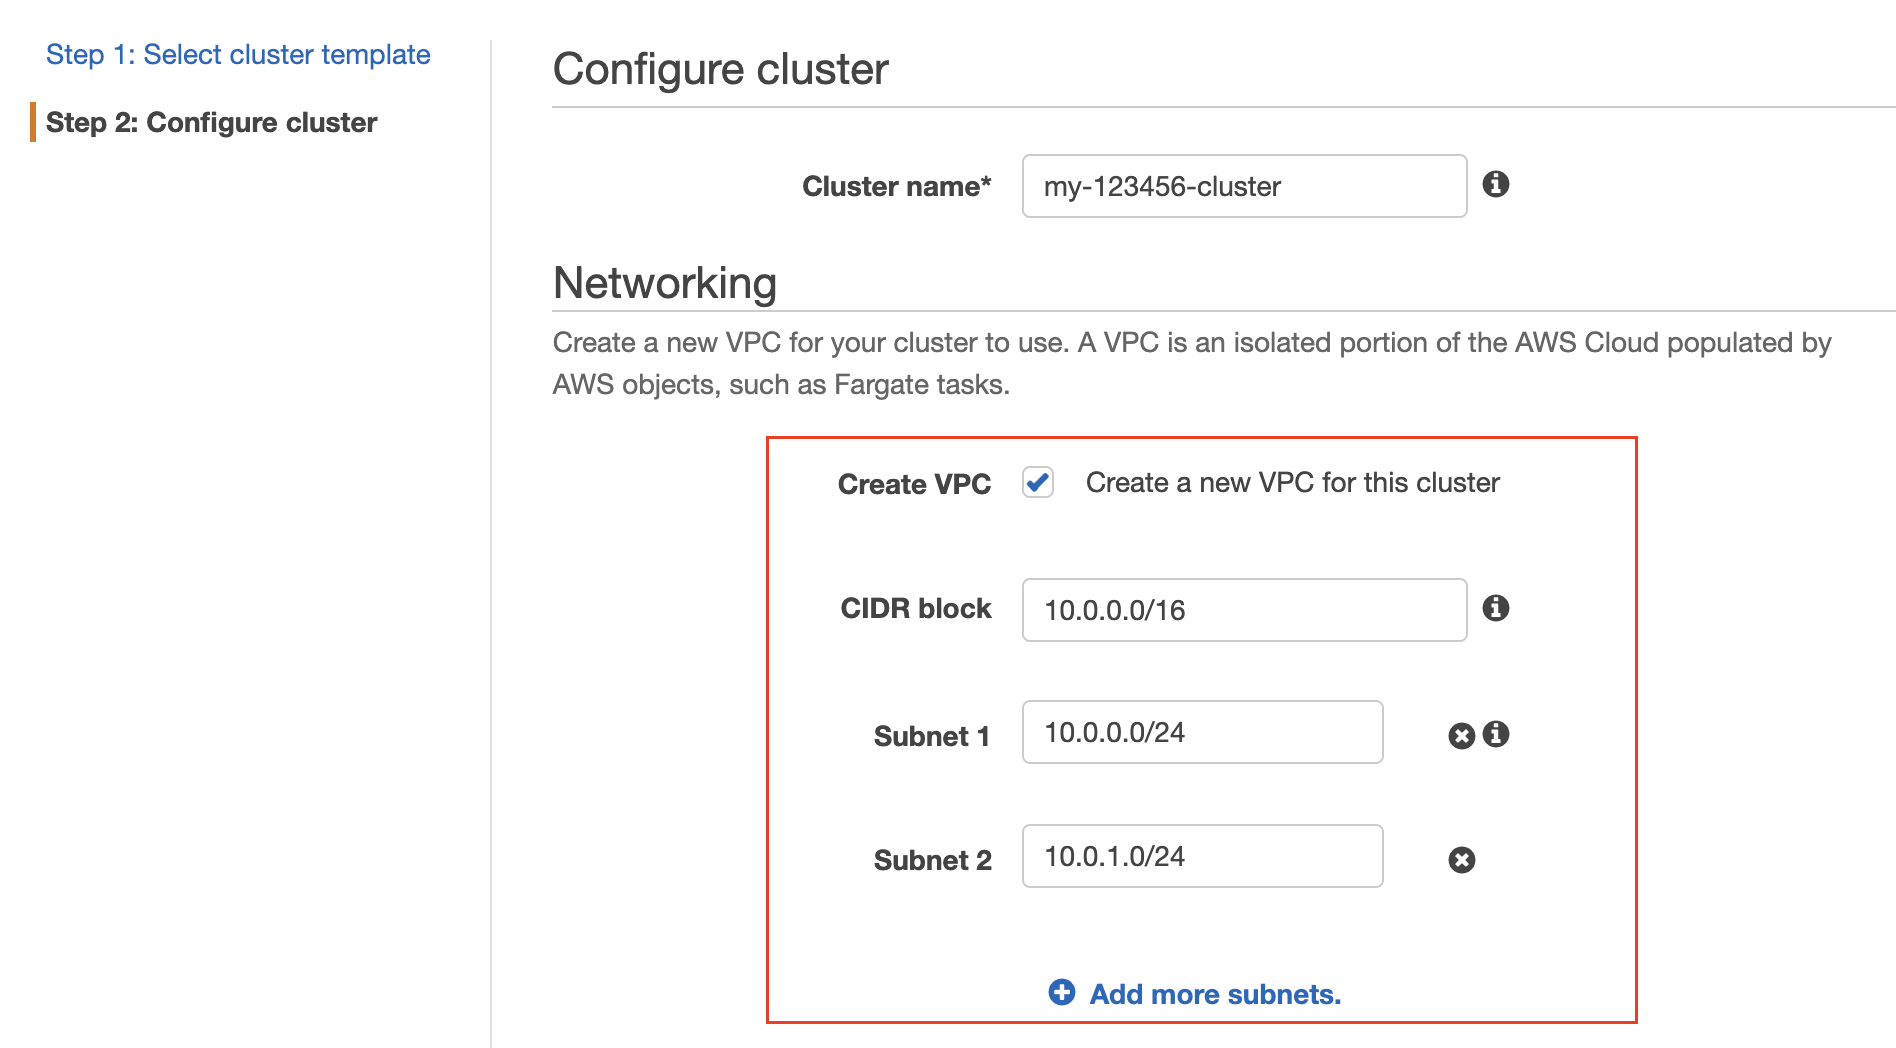 Step 1: Select cluster template
Step 2: Configure cluster
Configure cluster
Cluster name* my-123456-cluster
Networking
Create a new VPC for your cluster to use. A VPC is an isolated portion of the AWS Cloud populated by
AWS objects, such as Fargate tasks.
Create VPC Create a new VPC for this cluster
CIDR block 10.0.0.0/16
Subnet 1 10.0.0.0/24
Subnet 2 10.0.1.0/24
Add more subnets.